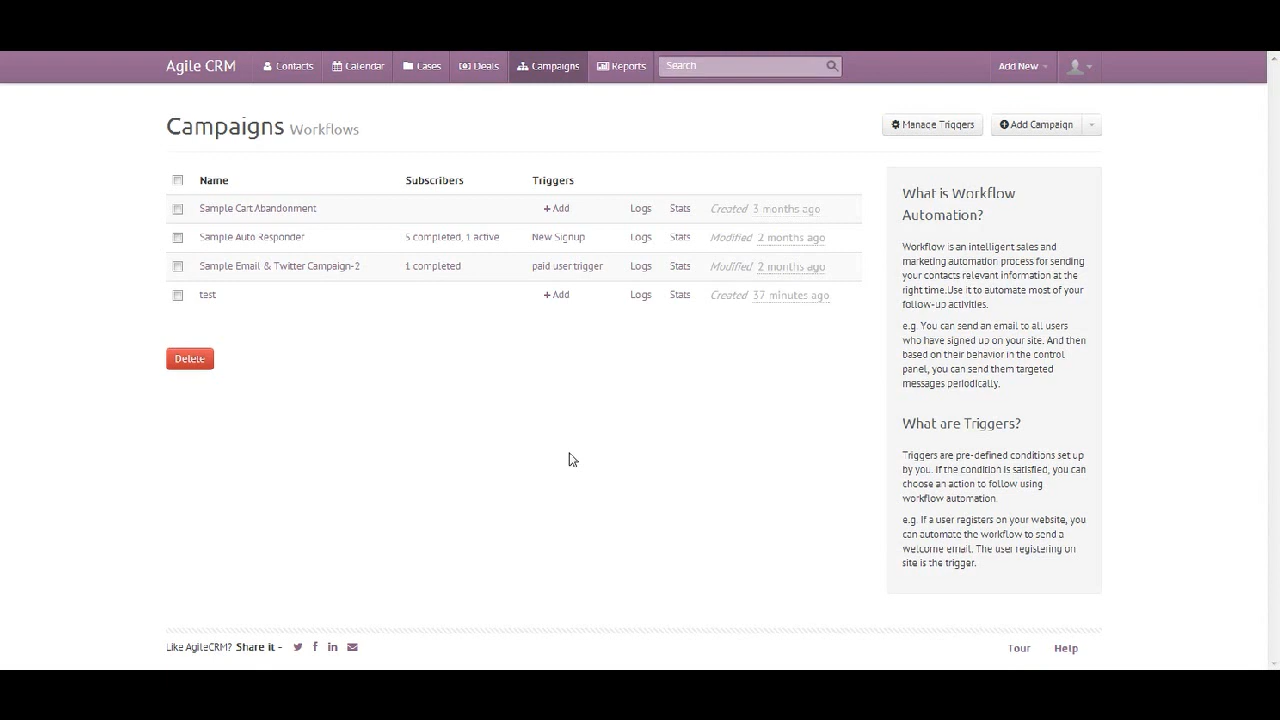 Agile CRM Contacts Calendar Cases Deals Campaigns Reports Search Add New
Campaigns Workflows
Manage Triggers Add Campaign
Name Subscribers Triggers
Sample Cart Abandonment + Add Logs Stats Created 3 months ago
Sample Auto Responder 5 completed, 1 active New Signup Logs Stats Modified 2 months ago
Sample Email & Twitter Campaign-2 1 completed paid user trigger Logs Stats Modified 2 months ago
test + Add Logs Stats Created 37 minutes ago
Delete
What is Workflow
Automation?
Workflow is an intelligent sales and
marketing automation process for sending
your contacts relevant information at the
right time.Use it to automate most of your
follow-up activities.
e.g. You can send an email to all users
who have signed up on your site. And then
based on their behavior in the control
panel, you can send them targeted
messages periodically.
What are Triggers?
Triggers are pre-defined conditions set up
by you. If the condition is satisfied, you can
choose an action to follow using
workflow automation.
e.g. If a user registers on your website, you
can automate the workflow to send a
welcome email. The user registering on
site is the trigger.
Like AgileCRM? Share it -
Tour Help